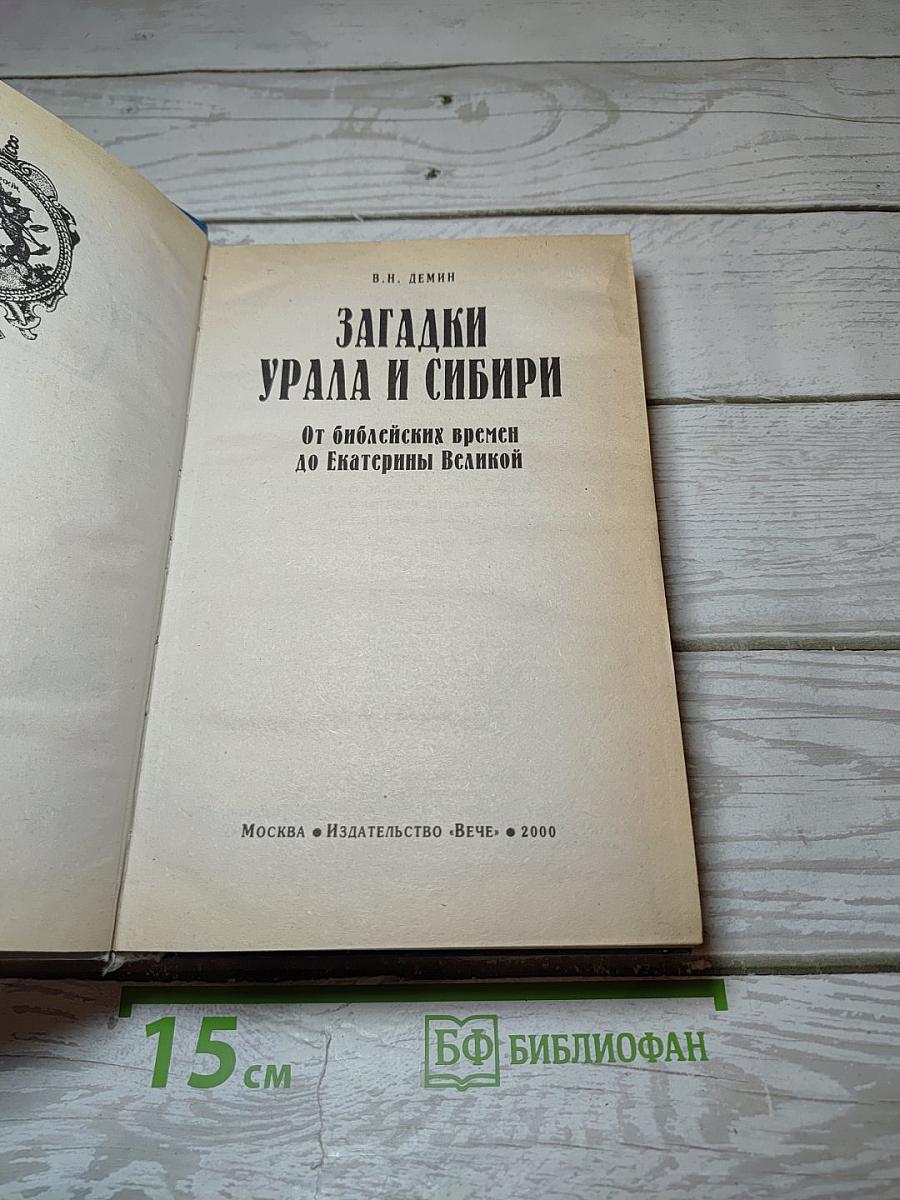 В.Н. ДЕМИН
ЗАГАДКИ
УРАЛА И СИБИРИ
От библейских времен
до Екатерины Великой
МОСКВА ● ИЗДАТЕЛЬСТВО «ВЕЧЕ» ● 2000
15 см
БФ БИБЛИОФАН